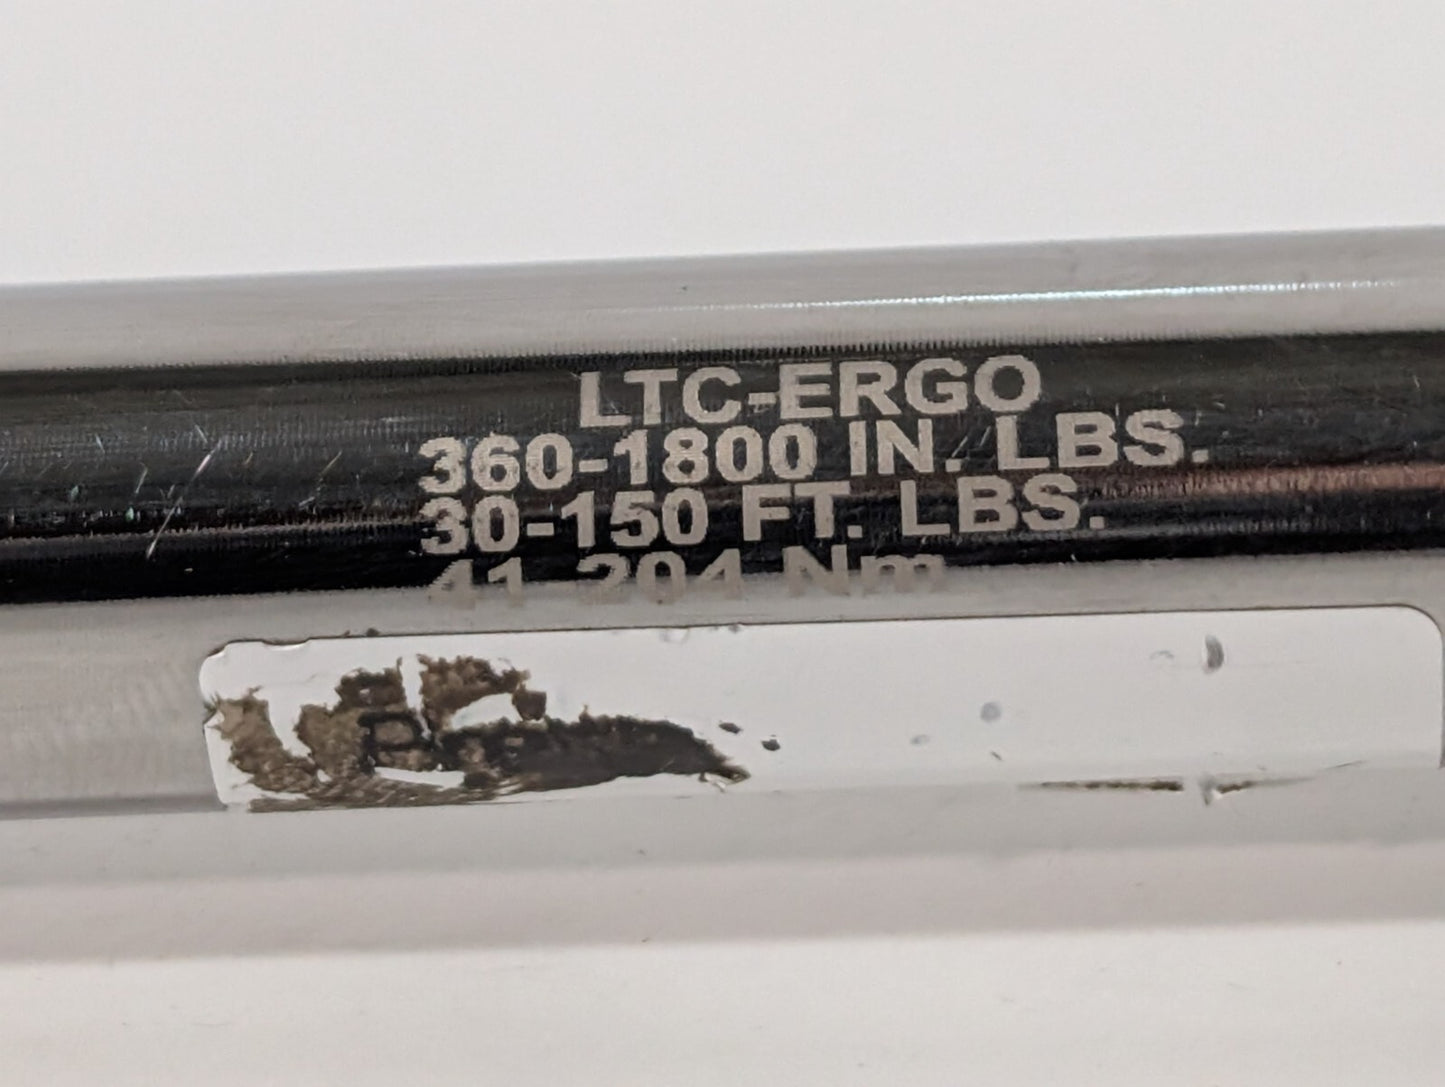 LTC-ERGO
360-1800 IN. LBS.
30-150 FT. LBS.
41 204 Nm